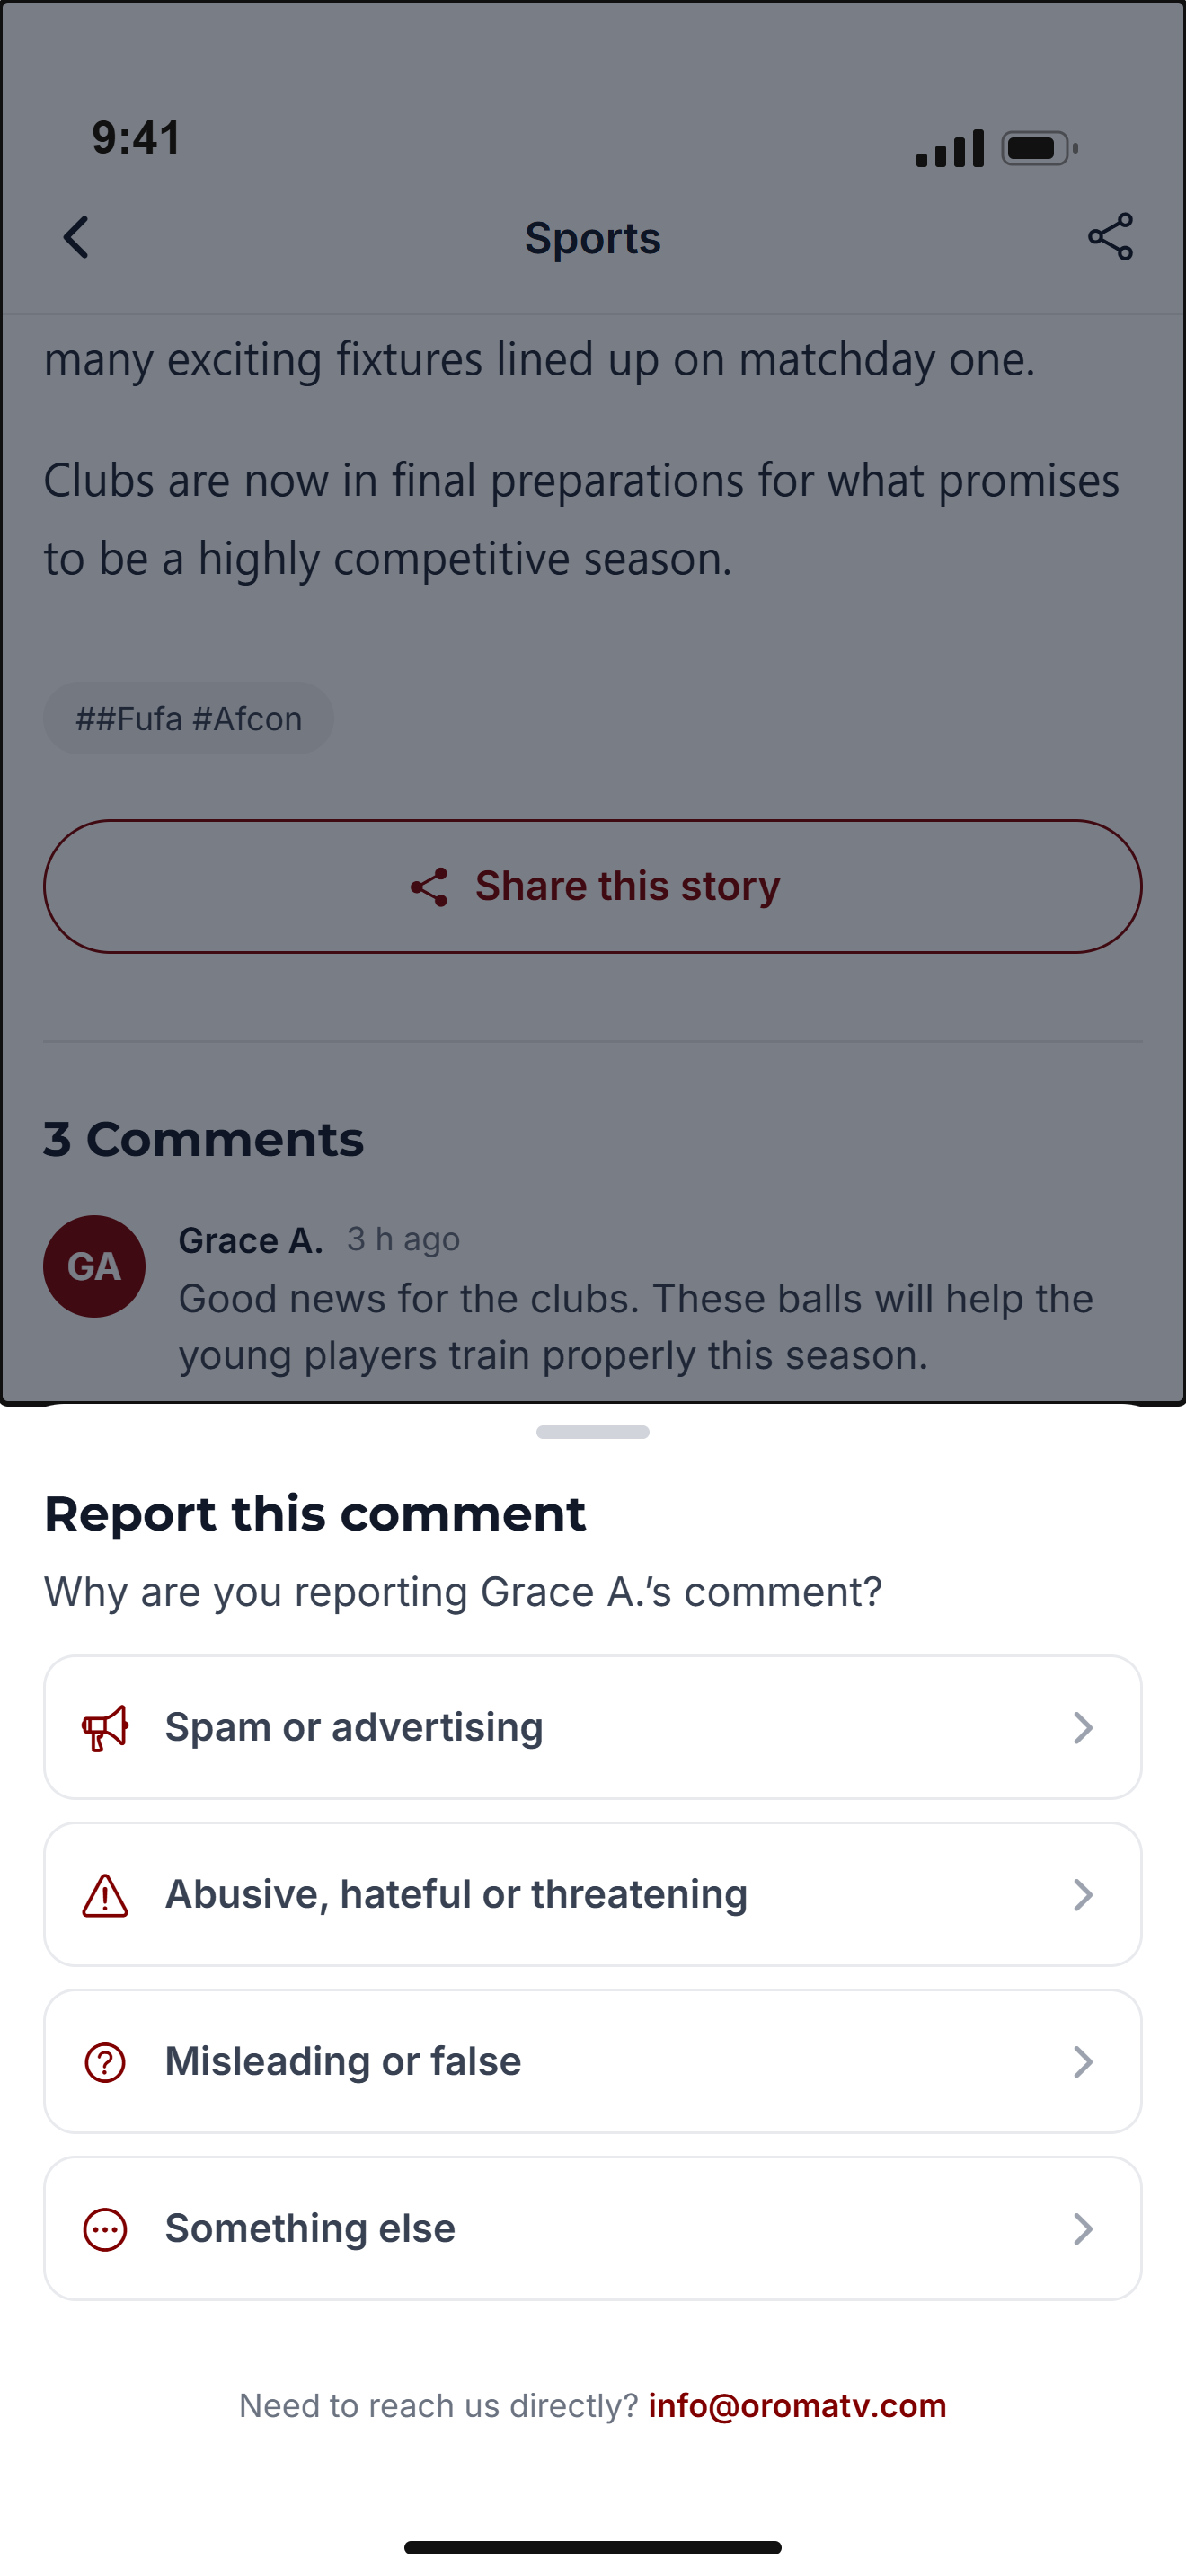 9:41
Sports
many exciting fixtures lined up on matchday one.
Clubs are now in final preparations for what promises
to be a highly competitive season.
##Fufa #Afcon
Share this story
3 Comments
GA
Grace A. 3 h ago
Good news for the clubs. These balls will help the
young players train properly this season.
Report this comment
Why are you reporting Grace A.’s comment?
Spam or advertising
Abusive, hateful or threatening
Misleading or false
Something else
Need to reach us directly? info@oromatv.com